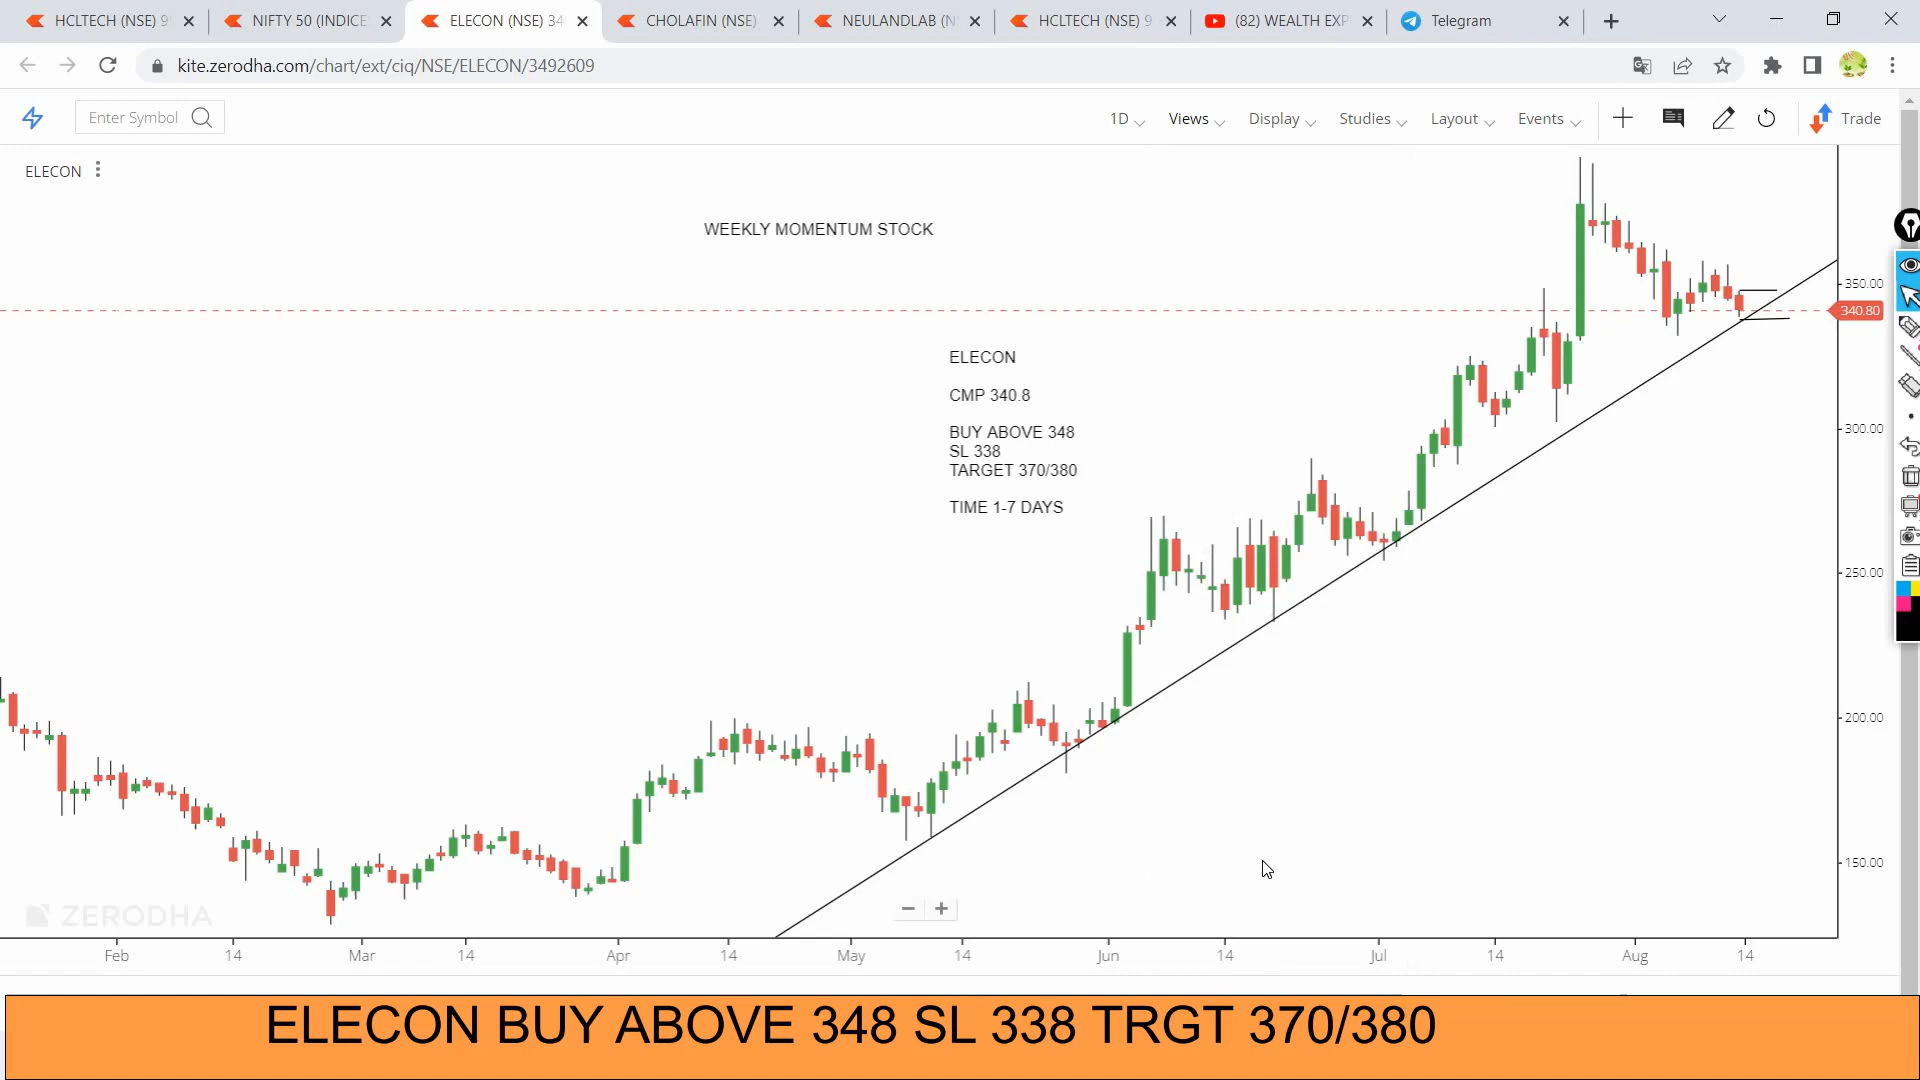 HCLTECH (NSE) 9
NIFTY 50 (INDICE
ELECON (NSE) 34
CHOLAFIN (NSE)
NEULANDLAB (N
HCLTECH (NSE) 9
(82) WEALTH EXP
Telegram
kite.zerodha.com/chart/ext/ciq/NSE/ELECON/3492609
Enter Symbol
1D
Views
Display
Studies
Layout
Events
Trade
ELECON
WEEKLY MOMENTUM STOCK
350.00
340.80
ELECON
CMP 340.8
BUY ABOVE 348
SL 338
TARGET 370/380
TIME 1-7 DAYS
300.00
250.00
200.00
150.00
ZERODHA
Feb 14 Mar 14 Apr 14 May 14 Jun 14 Jul 14 Aug 14
ELECON BUY ABOVE 348 SL 338 TRGT 370/380